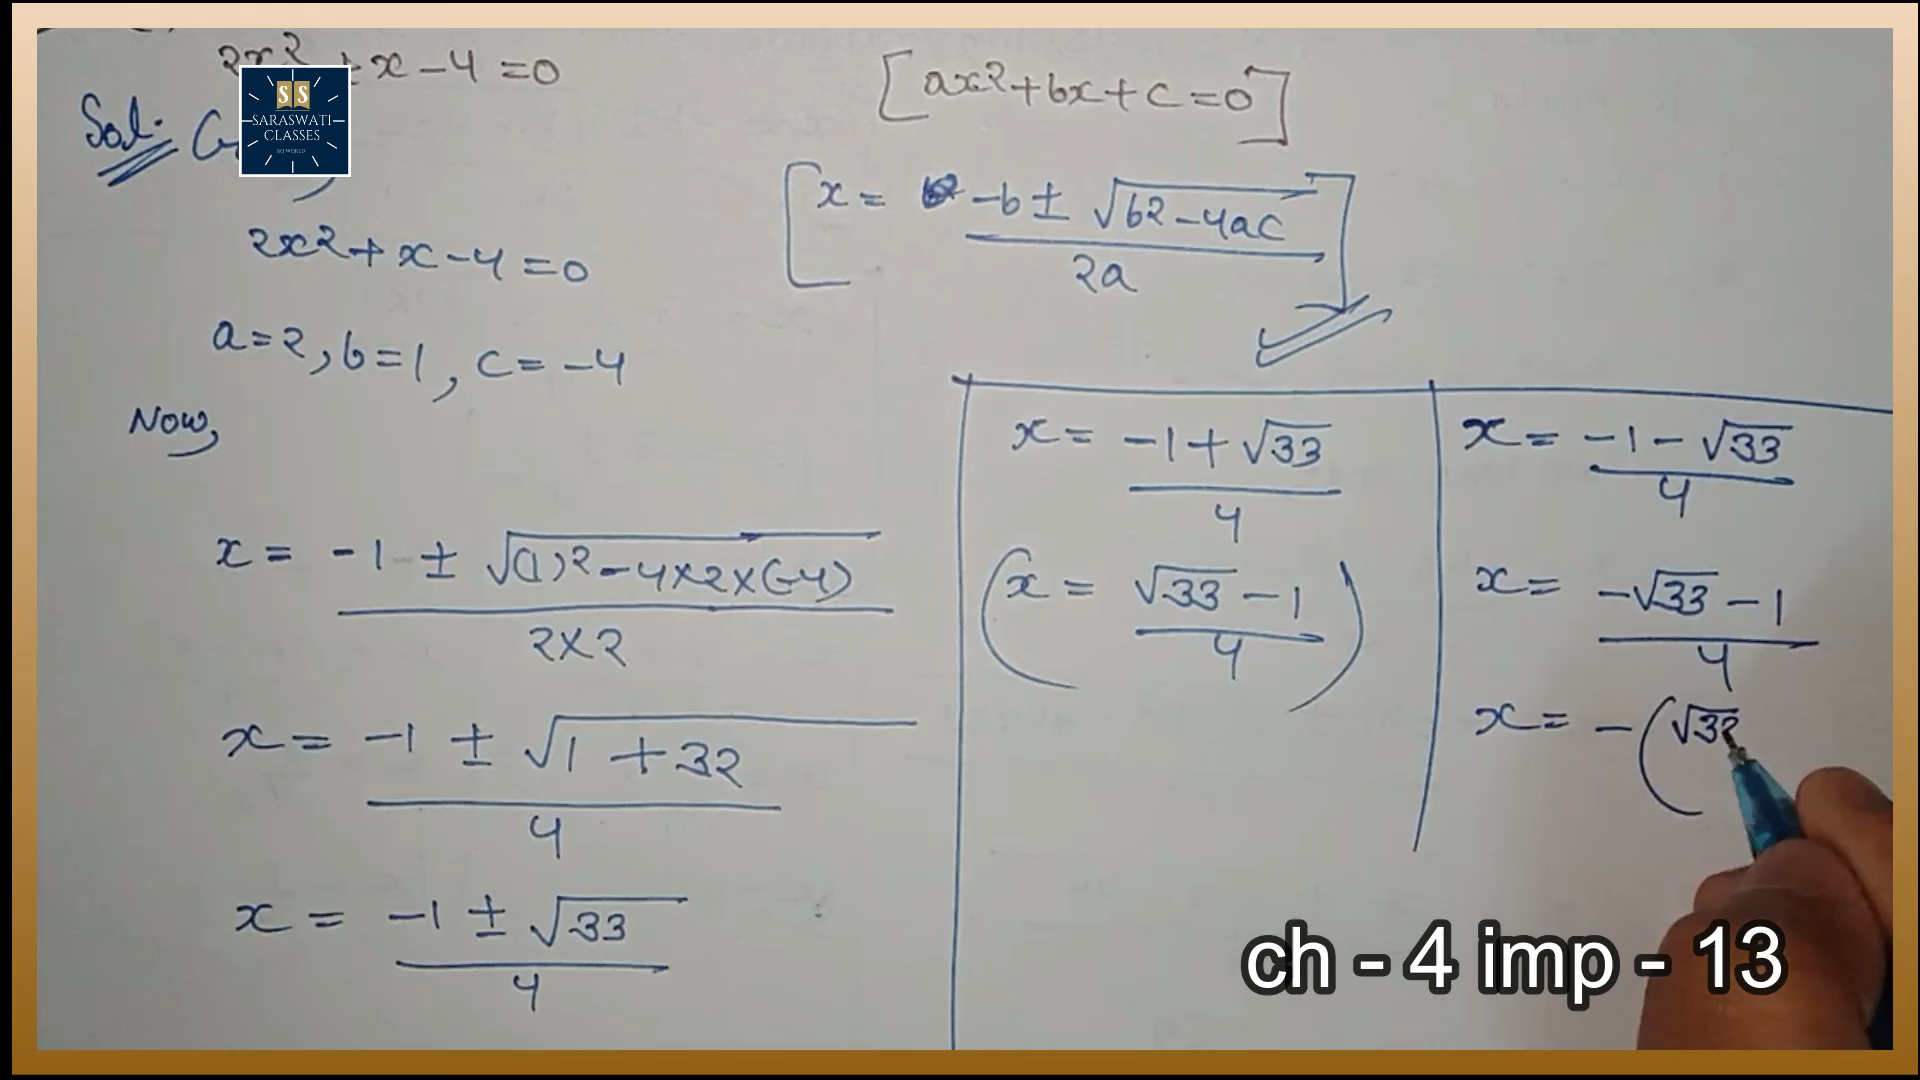 2x² + x - 4 = 0
[ax² + bx + c = 0]
Sol.
SS
SARASWATI
CLASSES
SKI WORLD
[x = -b ± √b2 - 4ac / 2a]
2x2 + x - 4 = 0
a = 2, b = 1, c = -4
Now,
x = -1 ± √(1)2 - 4×2×(-4) / 2×2
x = -1 ± √1 + 32 / 4
x = -1 ± √33 / 4
x = -1 + √33 / 4
(x = √33 - 1 / 4)
x = -1 - √33 / 4
x = -√33 - 1 / 4
x = -(√33
ch - 4 imp - 13